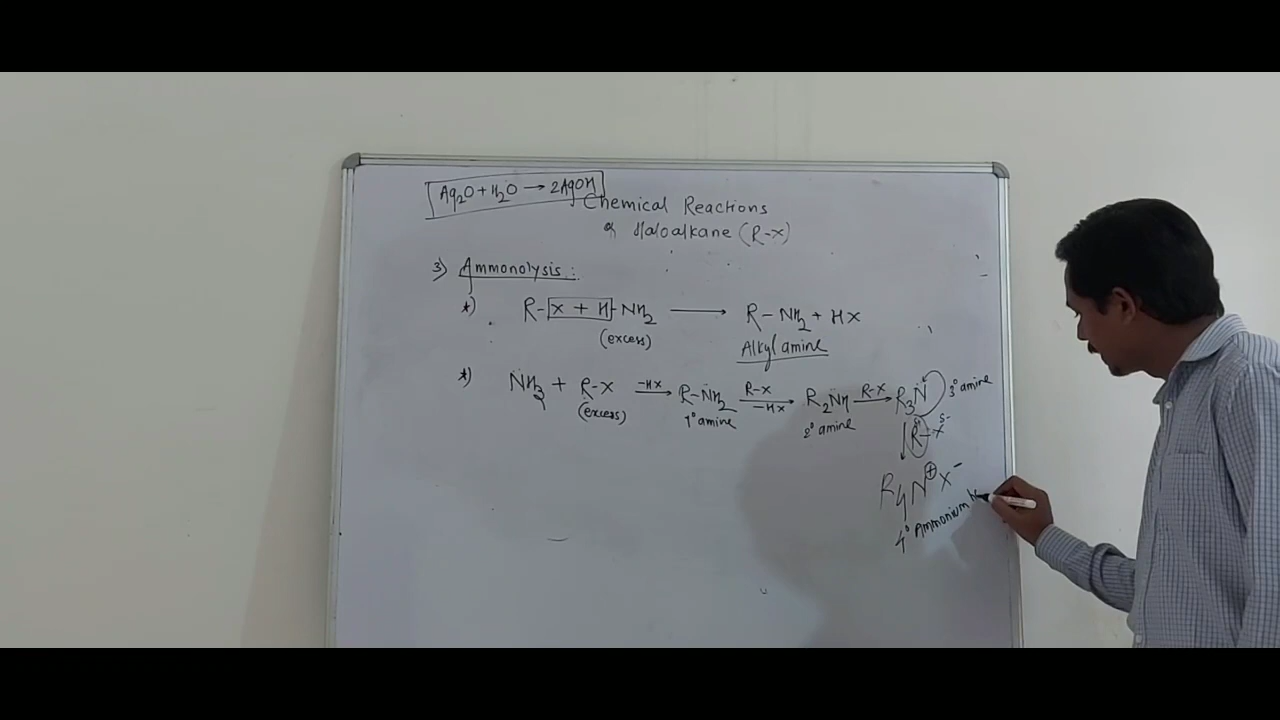 Ag2O + H2O → 2AgOH
Chemical Reactions
of Haloalkane (R-X)
3) Ammonolysis :
*) R-X + H-NH2 → R-NH2 + HX
(excess) Alkyl amine
*) NH3 + R-X -HX → R-NH2 R-X -HX → R2NH R-X → R3N 3° amine
(excess) 1° amine 2° amine
R-X δ-
R4N⊕X-
4° Ammonium